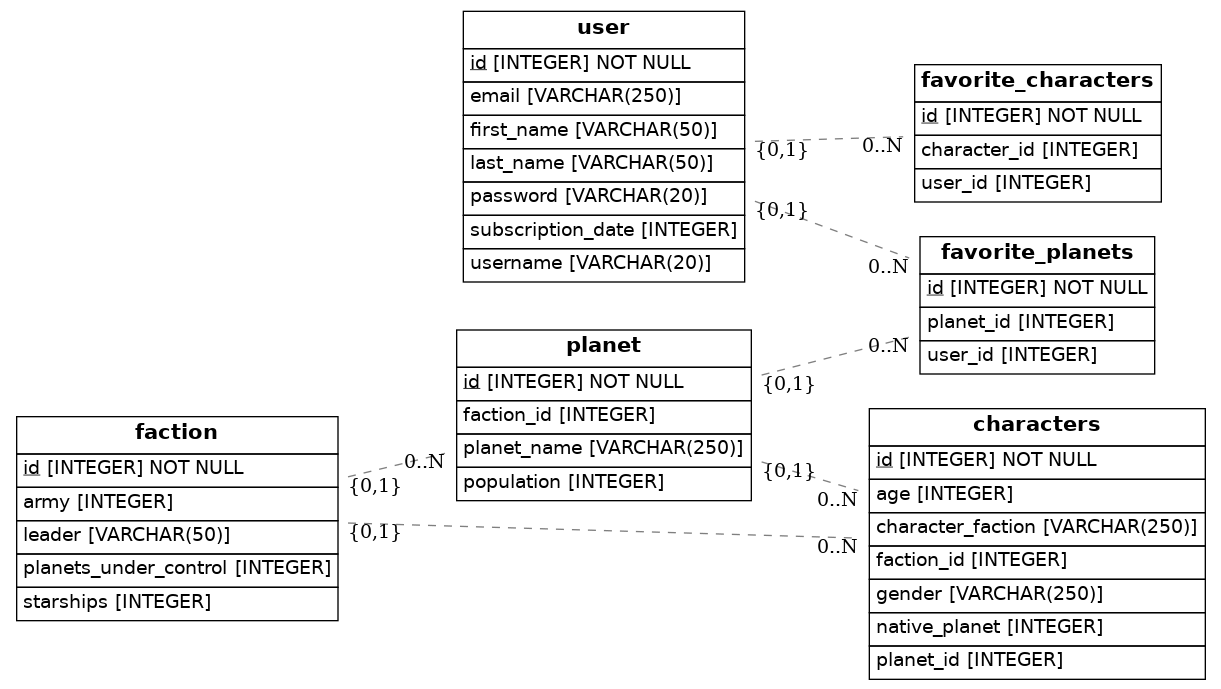 user
id [INTEGER] NOT NULL
email [VARCHAR(250)]
first_name [VARCHAR(50)]
last_name [VARCHAR(50)]
password [VARCHAR(20)]
subscription_date [INTEGER]
username [VARCHAR(20)]
favorite_characters
id [INTEGER] NOT NULL
character_id [INTEGER]
user_id [INTEGER]
{0,1}
0..N
{0,1}
0..N
favorite_planets
id [INTEGER] NOT NULL
planet_id [INTEGER]
user_id [INTEGER]
planet
id [INTEGER] NOT NULL
faction_id [INTEGER]
planet_name [VARCHAR(250)]
population [INTEGER]
0..N
{0,1}
{0,1}
0..N
faction
id [INTEGER] NOT NULL
army [INTEGER]
leader [VARCHAR(50)]
planets_under_control [INTEGER]
starships [INTEGER]
0..N
{0,1}
{0,1}
0..N
characters
id [INTEGER] NOT NULL
age [INTEGER]
character_faction [VARCHAR(250)]
faction_id [INTEGER]
gender [VARCHAR(250)]
native_planet [INTEGER]
planet_id [INTEGER]